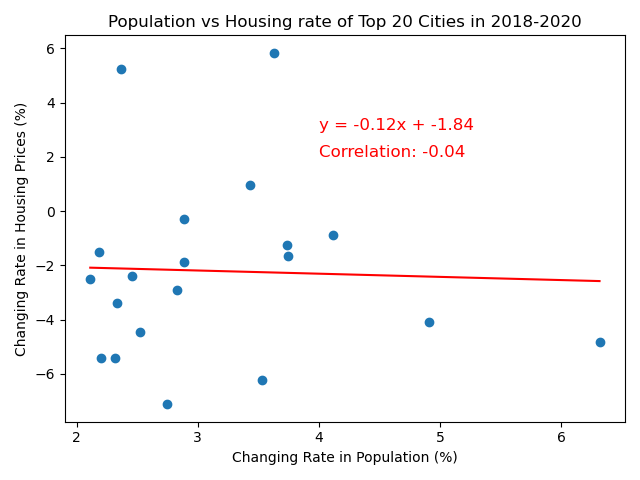 Population vs Housing rate of Top 20 Cities in 2018-2020
6
4
2
0
−2
−4
−6
Changing Rate in Housing Prices (%)
y = -0.12x + -1.84
Correlation: -0.04
2
3
4
5
6
Changing Rate in Population (%)